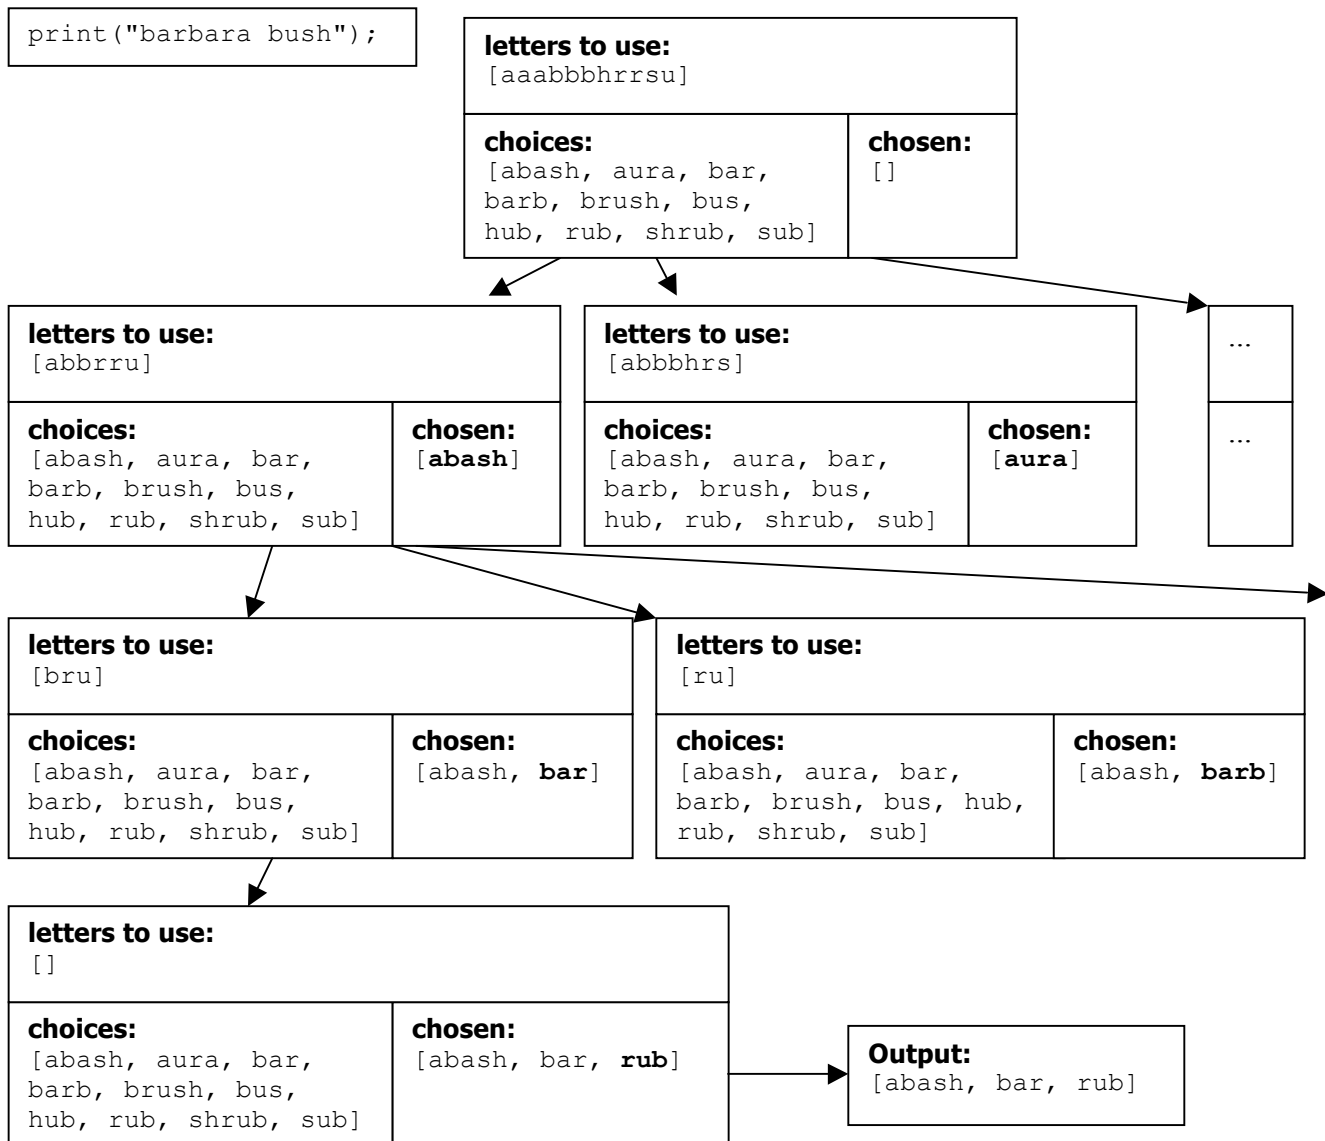 print("barbara bush");
letters to use:
[aaabbbhrrsu]
choices:
[abash, aura, bar,
barb, brush, bus,
hub, rub, shrub, sub]
chosen:
[]
letters to use:
[abbrru]
choices:
[abash, aura, bar,
barb, brush, bus,
hub, rub, shrub, sub]
chosen:
[abash]
letters to use:
[abbbhrs]
choices:
[abash, aura, bar,
barb, brush, bus,
hub, rub, shrub, sub]
chosen:
[aura]
...
...
letters to use:
[bru]
choices:
[abash, aura, bar,
barb, brush, bus,
hub, rub, shrub, sub]
chosen:
[abash, bar]
letters to use:
[ru]
choices:
[abash, aura, bar,
barb, brush, bus, hub,
rub, shrub, sub]
chosen:
[abash, barb]
letters to use:
[]
choices:
[abash, aura, bar,
barb, brush, bus,
hub, rub, shrub, sub]
chosen:
[abash, bar, rub]
Output:
[abash, bar, rub]